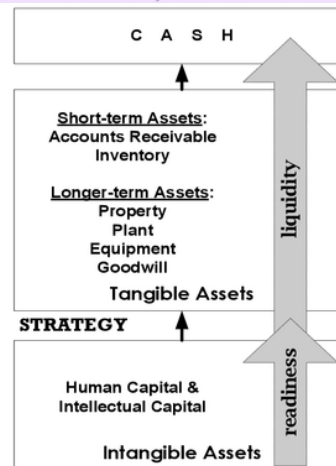 C A S H
Short-term Assets:
Accounts Receivable
Inventory
Longer-term Assets:
Property
Plant
Equipment
Goodwill
Tangible Assets
liquidity
STRATEGY
Human Capital &
Intellectual Capital
readiness
Intangible Assets